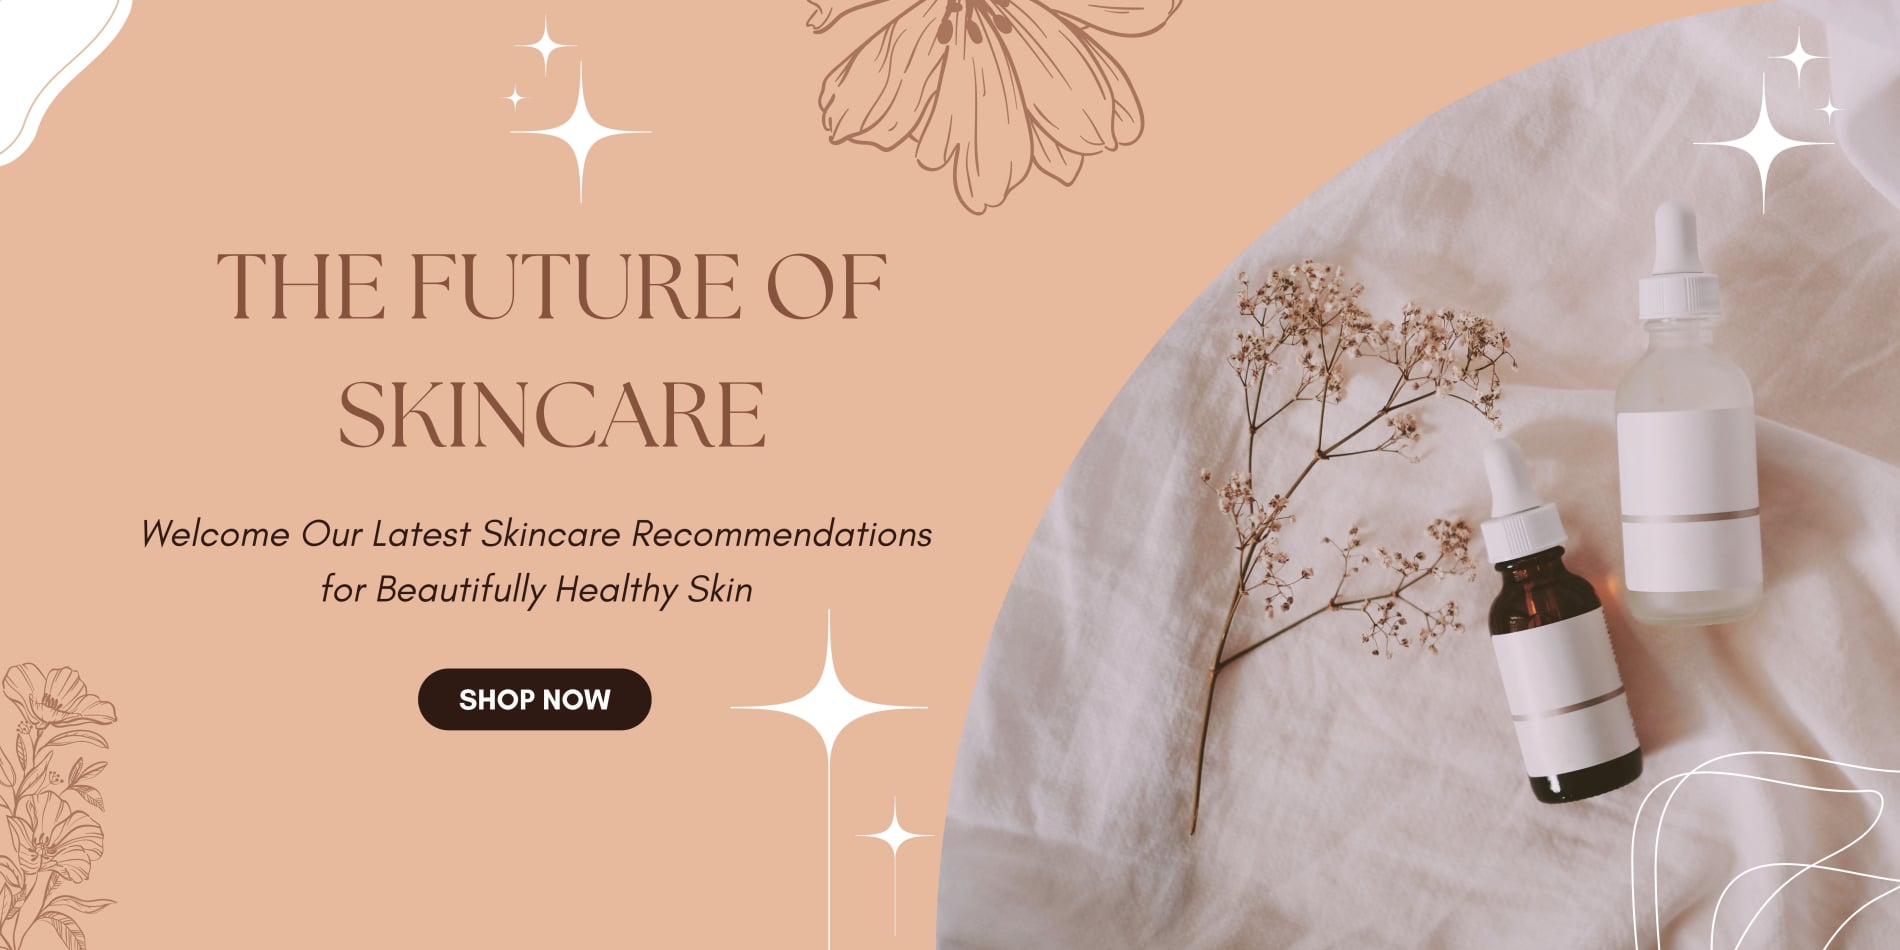 THE FUTURE OF
SKINCARE
Welcome Our Latest Skincare Recommendations
for Beautifully Healthy Skin
SHOP NOW